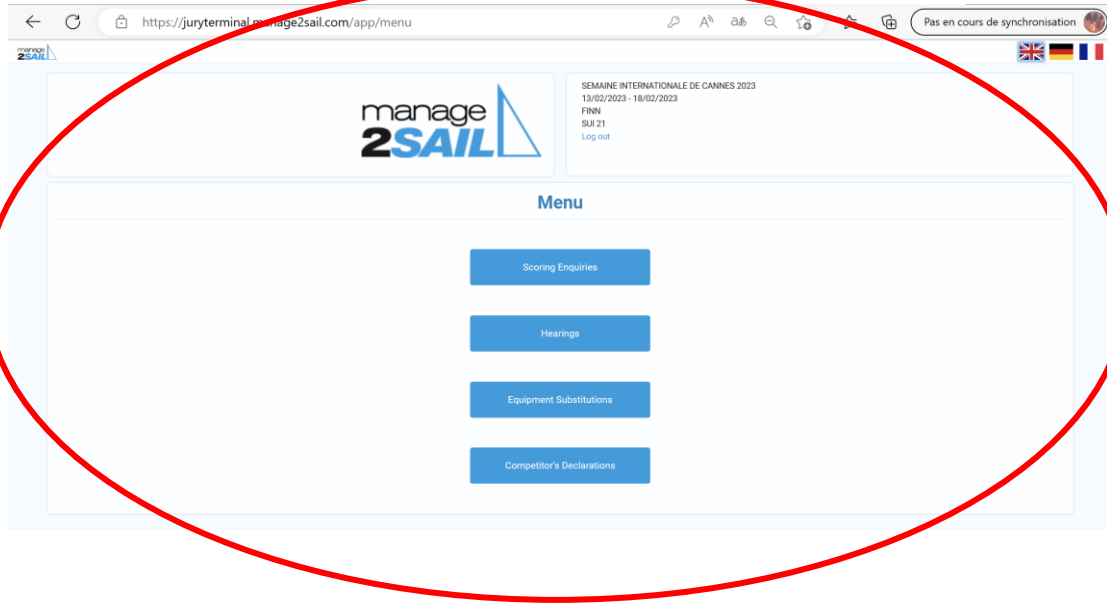 https://juryterminal.manage2sail.com/app/menu
Pas en cours de synchronisation
manage
2SAIL
manage
2SAIL
SEMAINE INTERNATIONALE DE CANNES 2023
13/02/2023 - 18/02/2023
FINN
SUI 21
Log out
Menu
Scoring Enquiries
Hearings
Equipment Substitutions
Competitor's Declarations